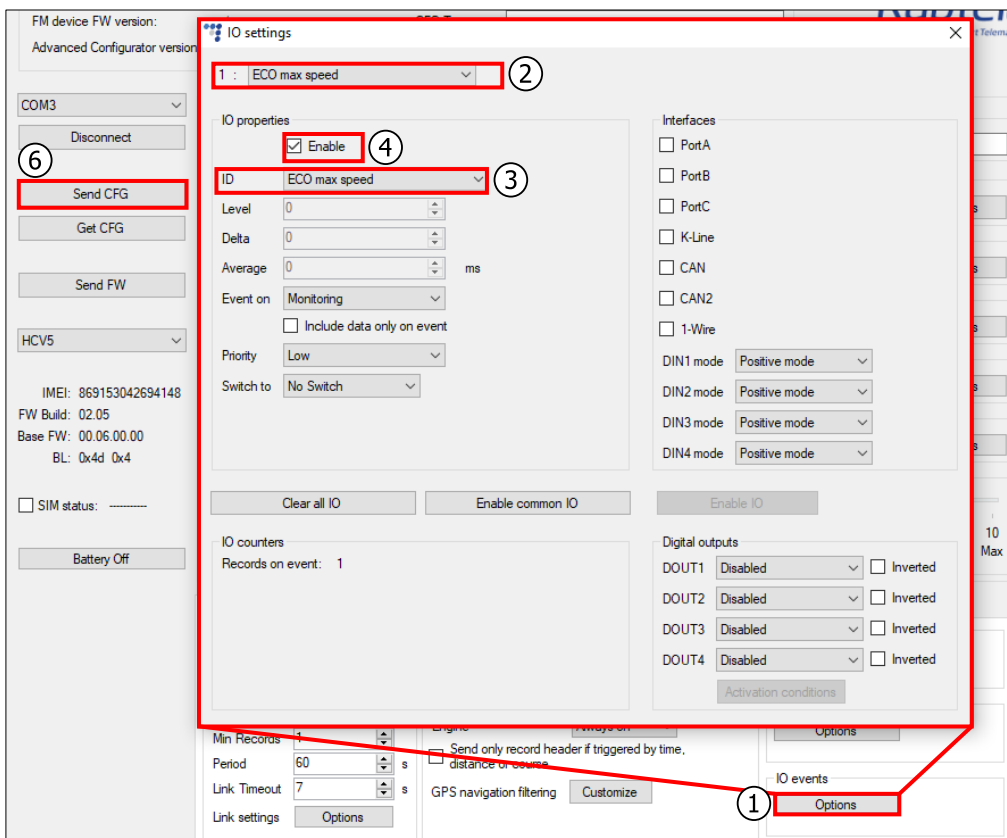 FM device FW version:
Advanced Configurator version
COM3
Disconnect
⑥
Send CFG
Get CFG
Send FW
HCV5
IMEI: 869153042694148
FW Build: 02.05
Base FW: 00.06.00.00
BL: 0x4d 0x4
SIM status: -----------
Battery Off
IO settings
1 : ECO max speed
②
IO properties
Enable
④
ID ECO max speed
③
Level 0
Delta 0
Average 0 ms
Event on Monitoring
Include data only on event
Priority Low
Switch to No Switch
Interfaces
PortA
PortB
PortC
K-Line
CAN
CAN2
1-Wire
DIN1 mode Positive mode
DIN2 mode Positive mode
DIN3 mode Positive mode
DIN4 mode Positive mode
Clear all IO
Enable common IO
Enable IO
IO counters
Records on event: 1
Digital outputs
DOUT1 Disabled Inverted
DOUT2 Disabled Inverted
DOUT3 Disabled Inverted
DOUT4 Disabled Inverted
Activation conditions
10
Max
Min Records 1
Period 60 s
Link Timeout 7 s
Link settings Options
Engine Always on
Send only record header if triggered by time,
distance or course
GPS navigation filtering Customize
Options
IO events
① Options